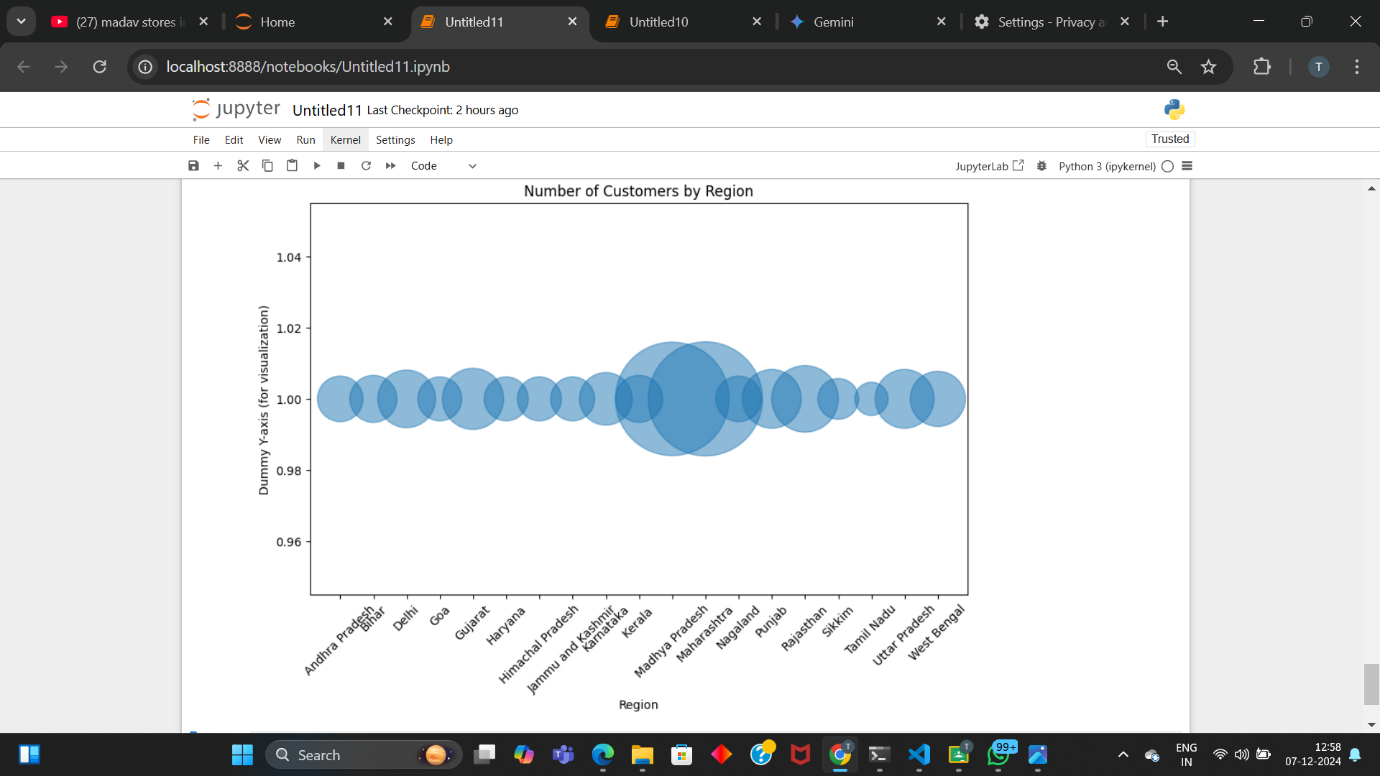 (27) madav stores i
Home
Untitled11
Untitled10
Gemini
Settings - Privacy a
localhost:8888/notebooks/Untitled11.ipynb
T
jupyter Untitled11 Last Checkpoint: 2 hours ago
File Edit View Run Kernel Settings Help
Trusted
Code
JupyterLab
Python 3 (ipykernel)
Number of Customers by Region
1.04
1.02
1.00
0.98
0.96
Dummy Y-axis (for visualization)
Andhra Pradesh
Bihar
Delhi
Goa
Gujarat
Haryana
Himachal Pradesh
Jammu and Kashmir
Karnataka
Kerala
Madhya Pradesh
Maharashtra
Nagaland
Punjab
Rajasthan
Sikkim
Tamil Nadu
Uttar Pradesh
West Bengal
Region
Search
T
T
99+
ENG
IN
12:58
07-12-2024